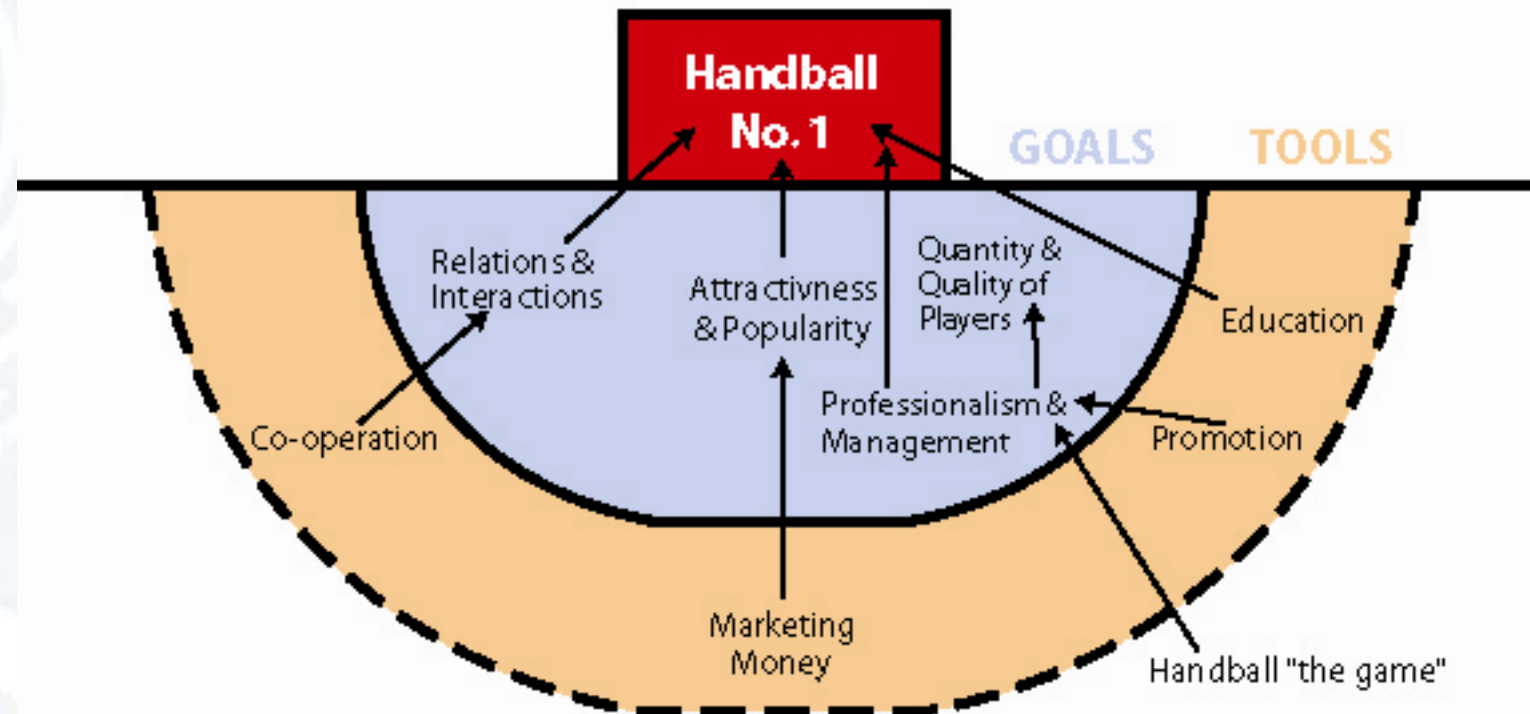 Handball
No. 1
GOALS
TOOLS
Relations &
Interactions
Attractivness
& Popularity
Quantity &
Quality of
Players
Education
Professionalism &
Management
Co-operation
Promotion
Marketing
Money
Handball "the game"